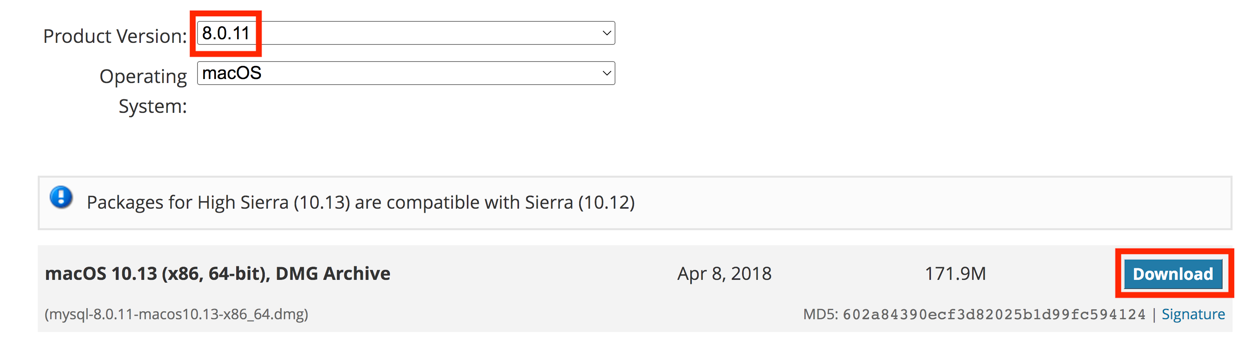 Product Version: 8.0.11
Operating System: macOS
Packages for High Sierra (10.13) are compatible with Sierra (10.12)
macOS 10.13 (x86, 64-bit), DMG Archive Apr 8, 2018 171.9M Download
(mysql-8.0.11-macos10.13-x86_64.dmg) MD5: 602a84390ecf3d82025b1d99fc594124 | Signature